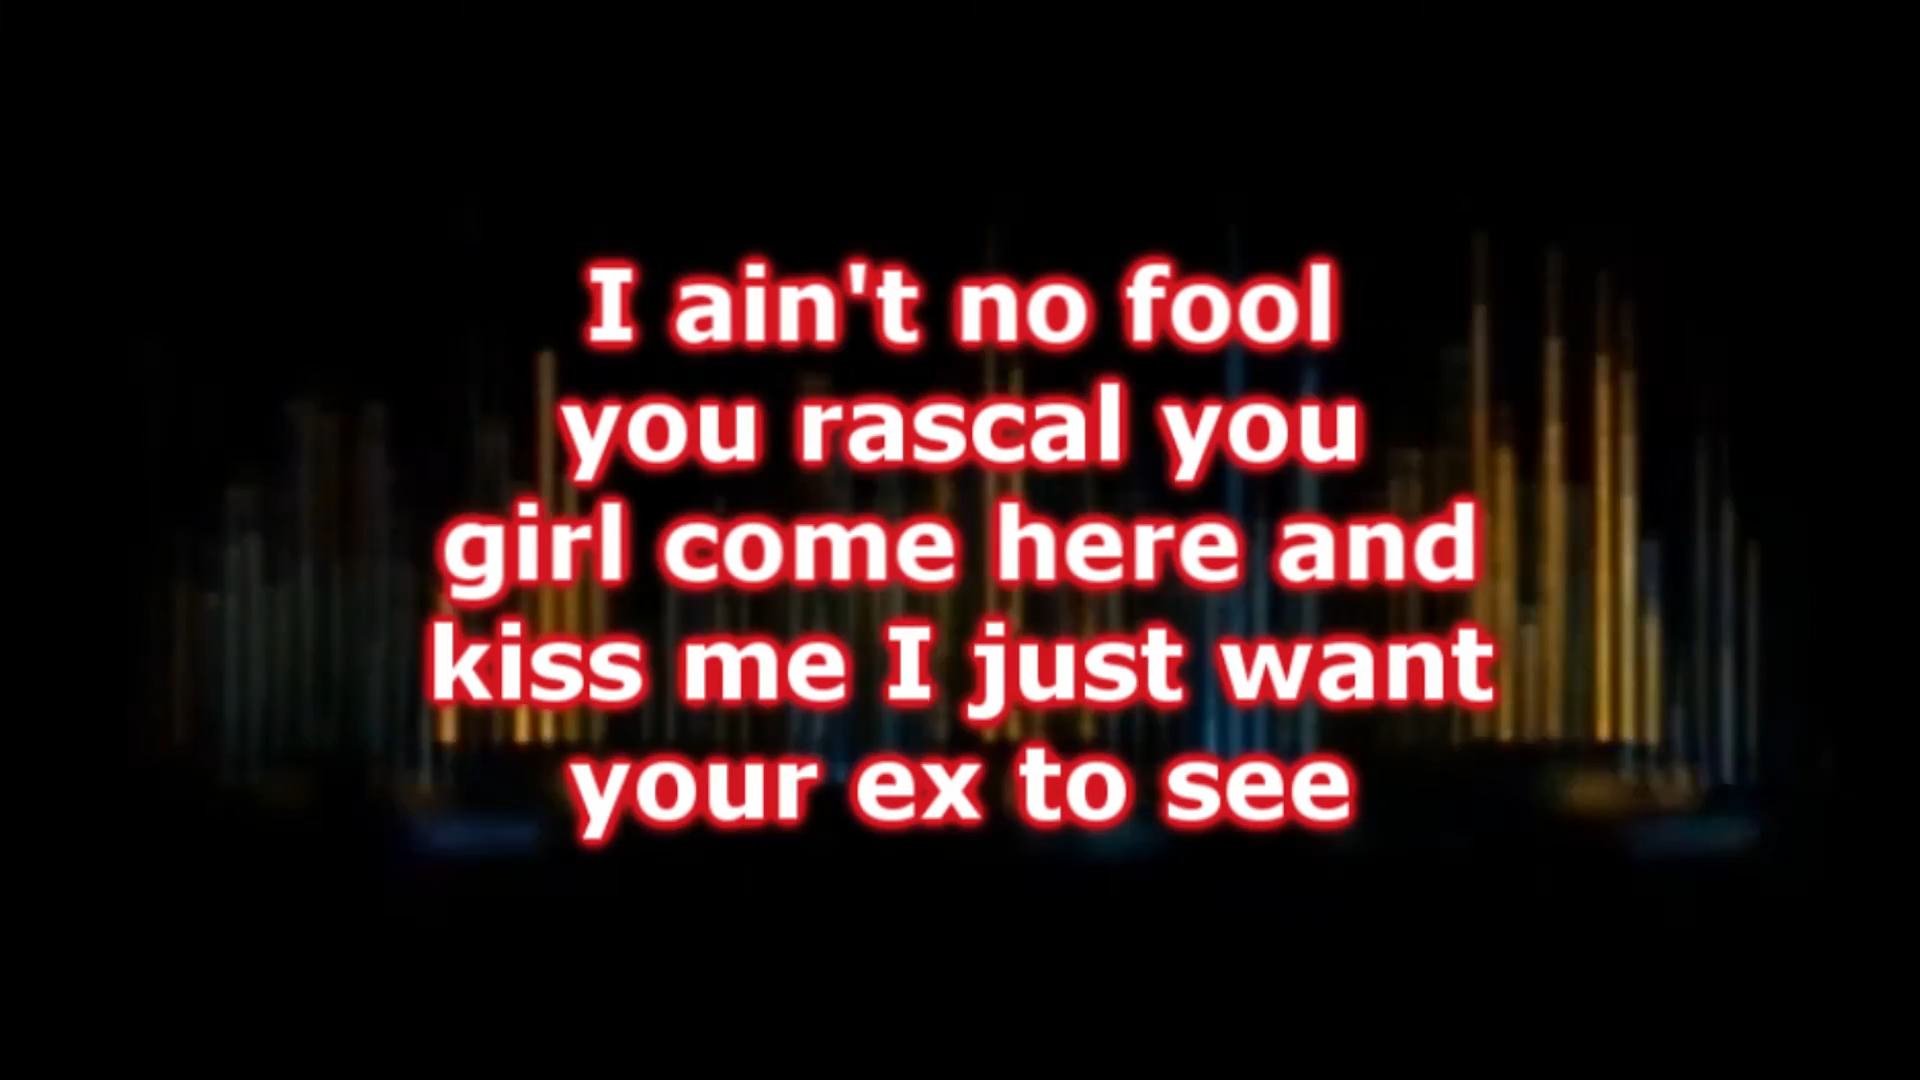 I ain't no fool
you rascal you
girl come here and
kiss me I just want
your ex to see